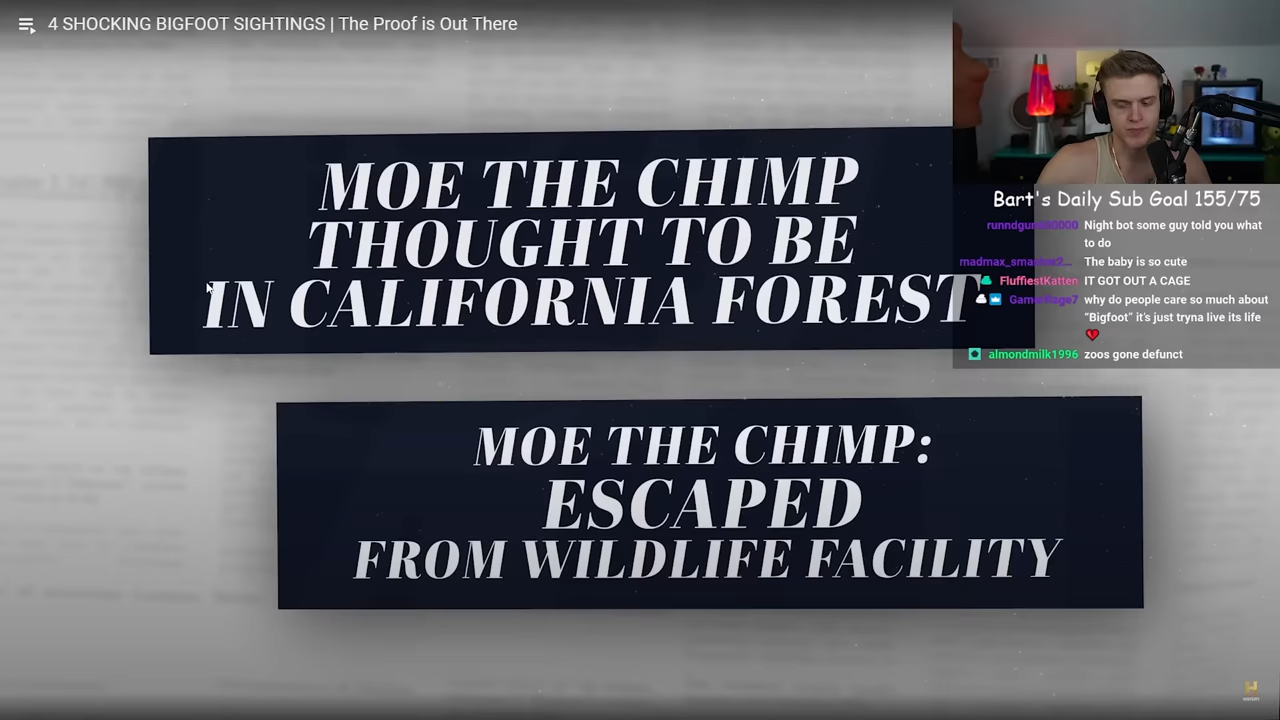 4 SHOCKING BIGFOOT SIGHTINGS | The Proof is Out There
MOE THE CHIMP
THOUGHT TO BE
IN CALIFORNIA FOREST
MOE THE CHIMP:
ESCAPED
FROM WILDLIFE FACILITY
Bart's Daily Sub Goal 155/75
Night bot some guy told you what
to do
The baby is so cute
FluffiestKatten IT GOT OUT A CAGE
why do people care so much about
“Bigfoot” it’s just tryna live its life
almondmilk1996 zoos gone defunct